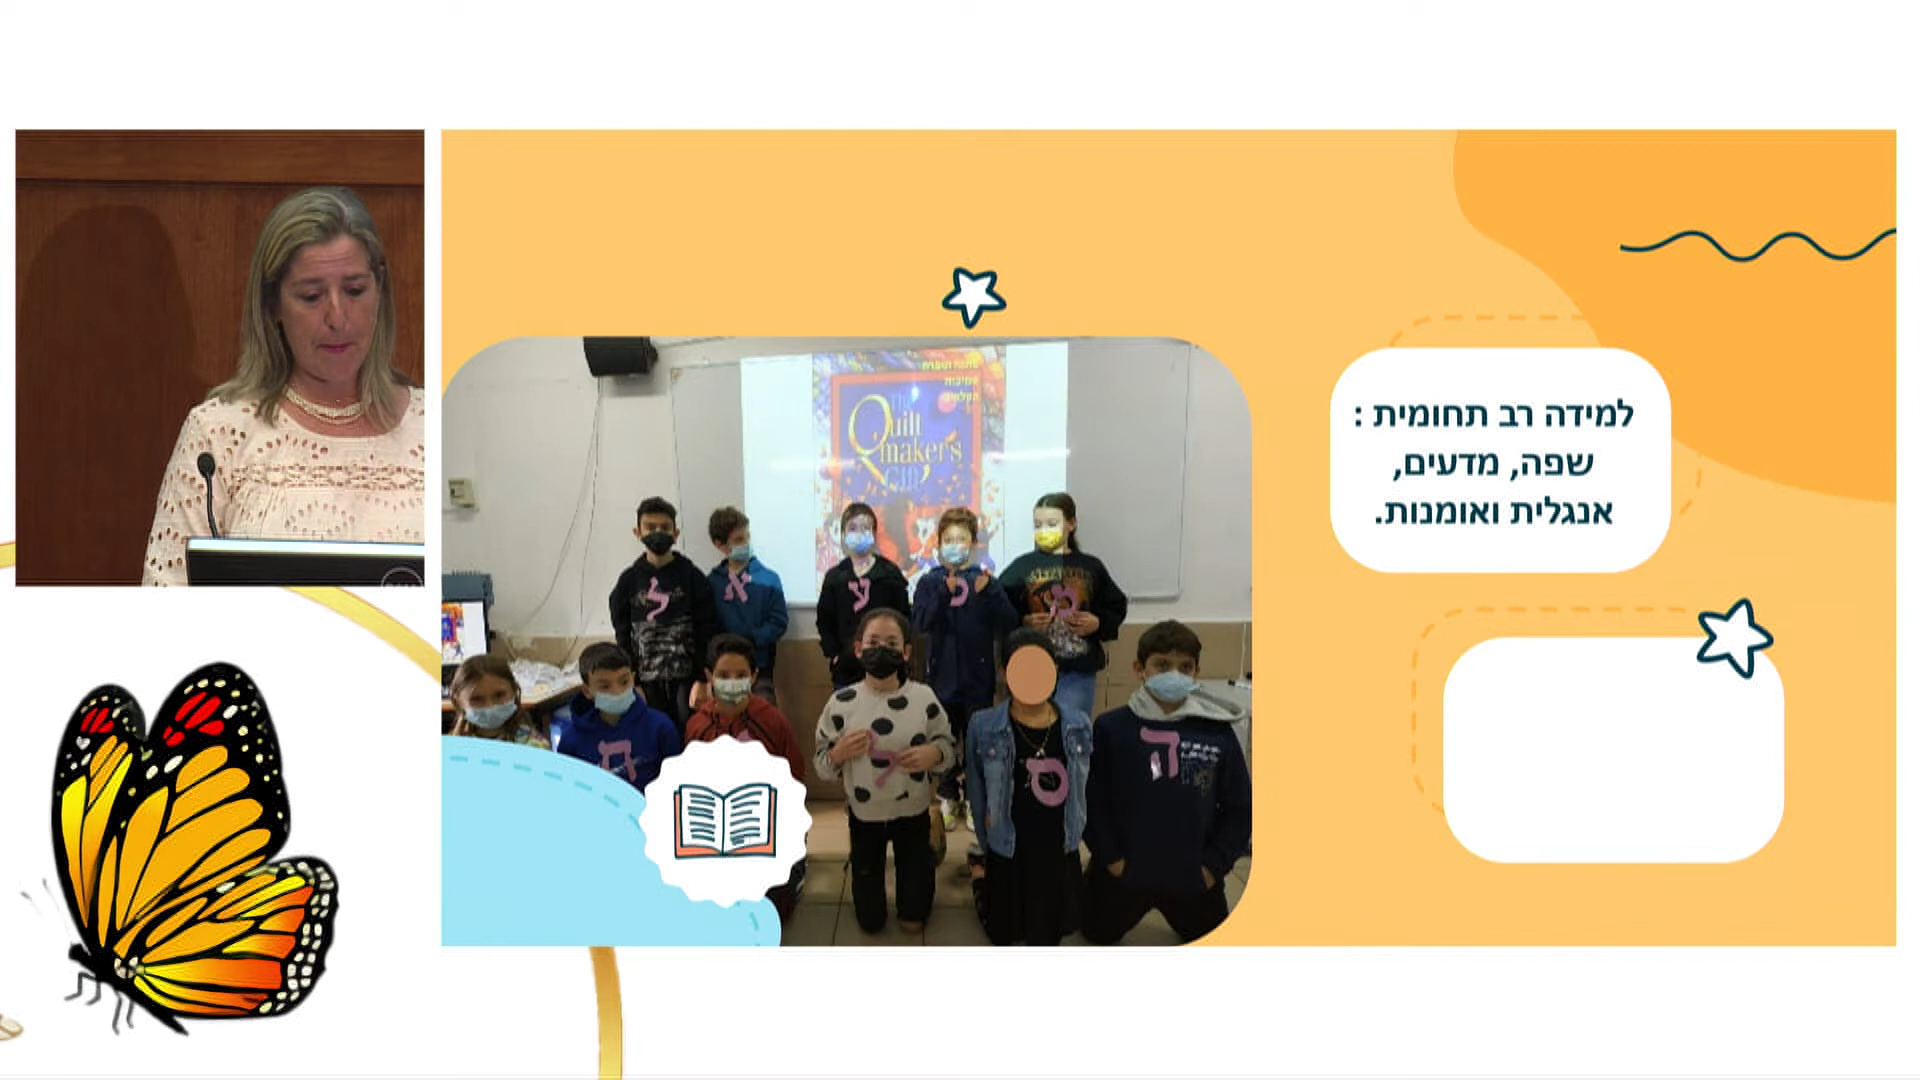 למידה רב תחומית :
שפה, מדעים,
אנגלית ואומנות.
The
Quilt
maker's
Gift
ל
א
ע
פ
מ
ח
ל
ס
ה